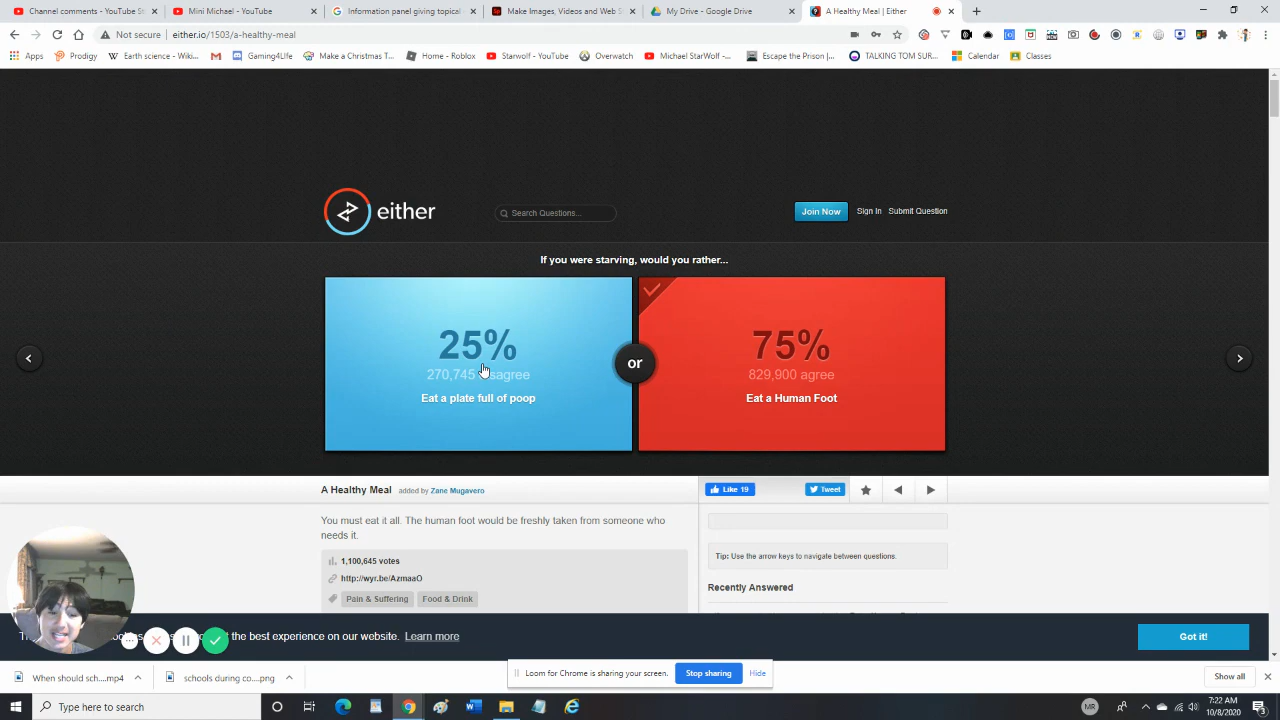 Channel comments - YouTube St
Mini Michael - YouTube
Information panel giving topical
Make Images, Videos and Web S
My Drive - Google Drive
A Healthy Meal | Either
Not secure | either.io/1503/a-healthy-meal
Apps
Prodigy
Earth science - Wiki...
Gaming4Life
Make a Christmas T...
Home - Roblox
Starwolf - YouTube
Overwatch
Michael StarWolf -...
Escape the Prison |...
TALKING TOM SUR...
Calendar
Classes
either
Search Questions...
Join Now
Sign In
Submit Question
If you were starving, would you rather...
25%
270,745 disagree
Eat a plate full of poop
or
75%
829,900 agree
Eat a Human Foot
A Healthy Meal added by Zane Mugavero
Like 19
Tweet
You must eat it all. The human foot would be freshly taken from someone who
needs it.
1,100,645 votes
http://wyr.be/AzmaaO
Pain & Suffering
Food & Drink
Tip: Use the arrow keys to navigate between questions.
Recently Answered
the best experience on our website. Learn more
Got it!
When should sch....mp4
schools during co....png
Loom for Chrome is sharing your screen.
Stop sharing
Hide
Show all
Type here to search
MR
7:22 AM
10/8/2020